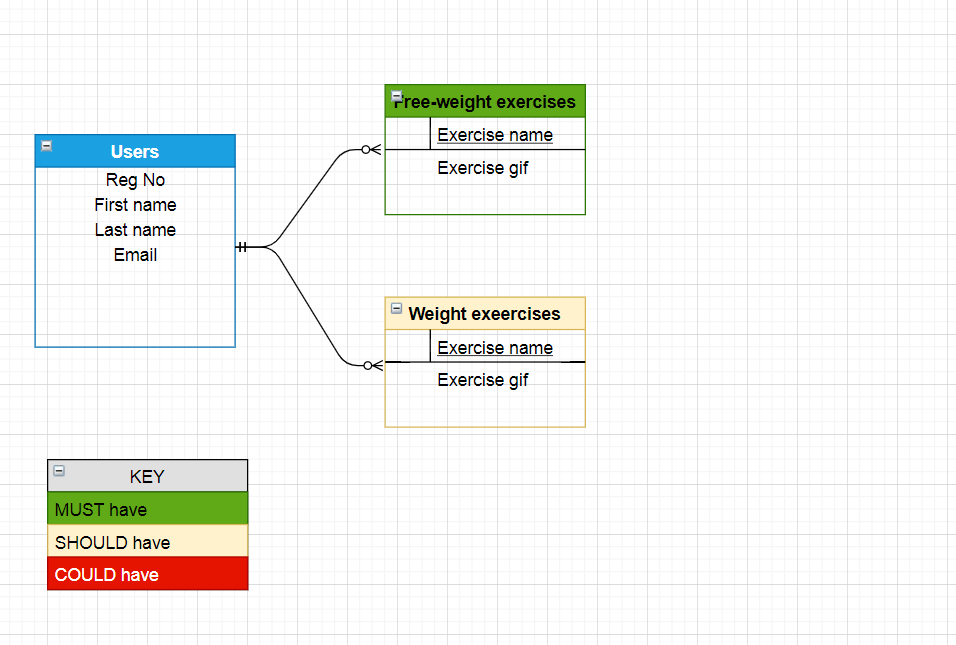 Free-weight exercises
Exercise name
Exercise gif
Users
Reg No
First name
Last name
Email
Weight exeercises
Exercise name
Exercise gif
KEY
MUST have
SHOULD have
COULD have